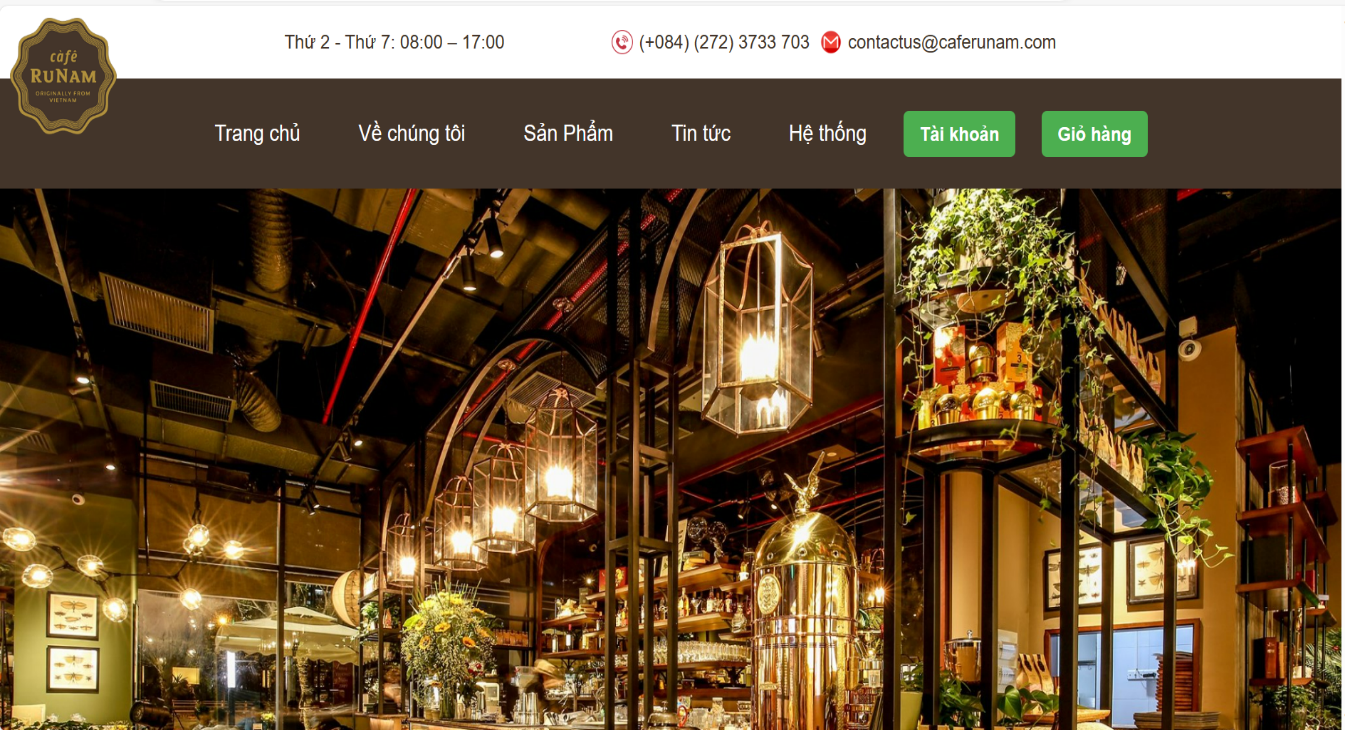 Thứ 2 - Thứ 7: 08:00 – 17:00
(+084) (272) 3733 703
contactus@caferunam.com
càfê
RuNAM
ORIGINALLY FROM
VIETNAM
Trang chủ
Về chúng tôi
Sản Phẩm
Tin tức
Hệ thống
Tài khoản
Giỏ hàng